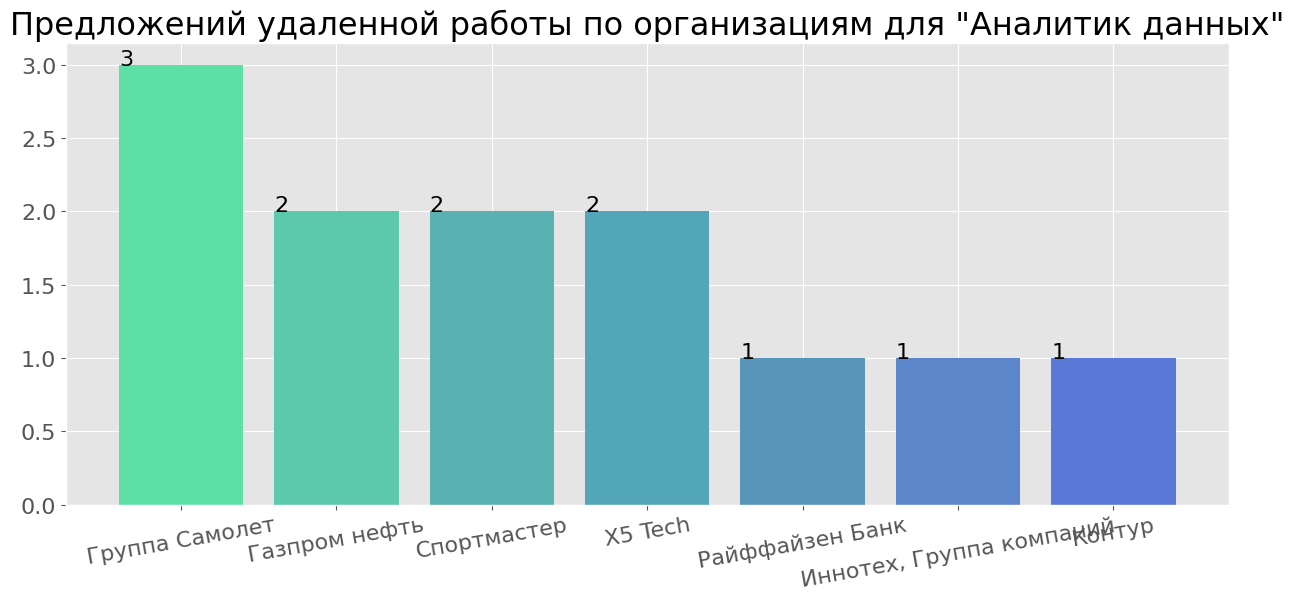 Предложений удаленной работы по организациям для "Аналитик данных"
3.0
2.5
2.0
1.5
1.0
0.5
0.0
3
2
2
2
1
1
1
Группа Самолет
Газпром нефть
Спортмастер
X5 Tech
Райффайзен Банк
Иннотех, Группа компаний
Контур